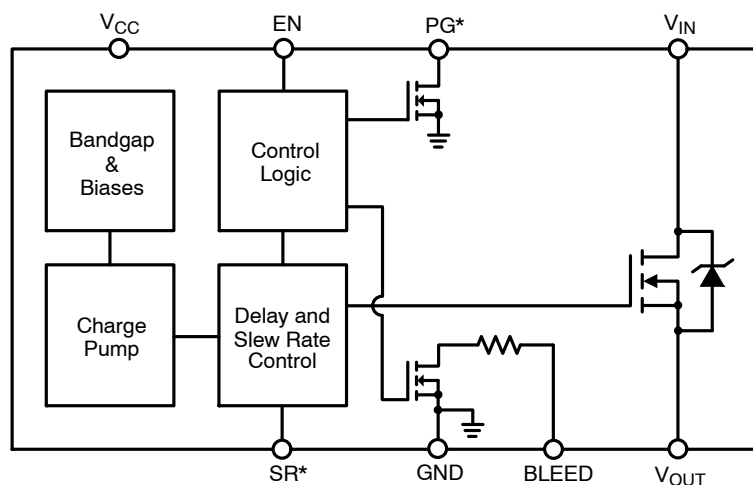 VCC
EN
PG*
VIN
Bandgap
&
Biases
Control
Logic
Charge
Pump
Delay and
Slew Rate
Control
SR*
GND
BLEED
VOUT